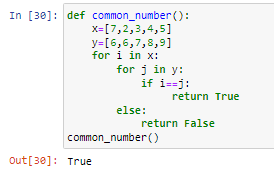 In [30]: def common_number():
    x=[7,2,3,4,5]
    y=[6,6,7,8,9]
    for i in x:
        for j in y:
            if i==j:
                return True
        else:
            return False
common_number()
Out[30]: True